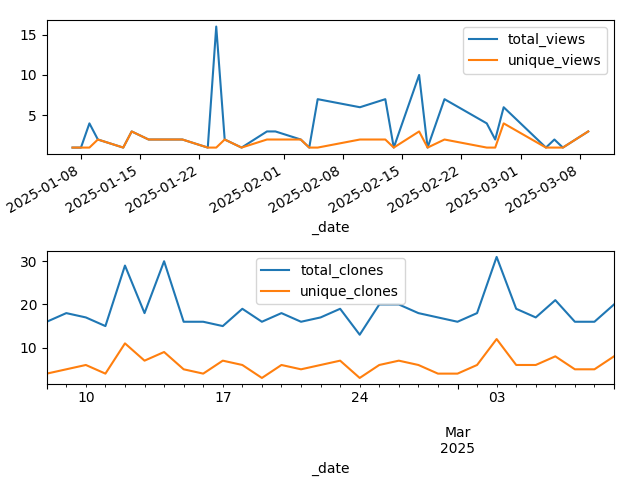 15
10
5
total_views
unique_views
2025-01-08
2025-01-15
2025-01-22
2025-02-01
2025-02-08
2025-02-15
2025-02-22
2025-03-01
2025-03-08
_date
30
20
10
total_clones
unique_clones
10
17
24
03
Mar
2025
_date